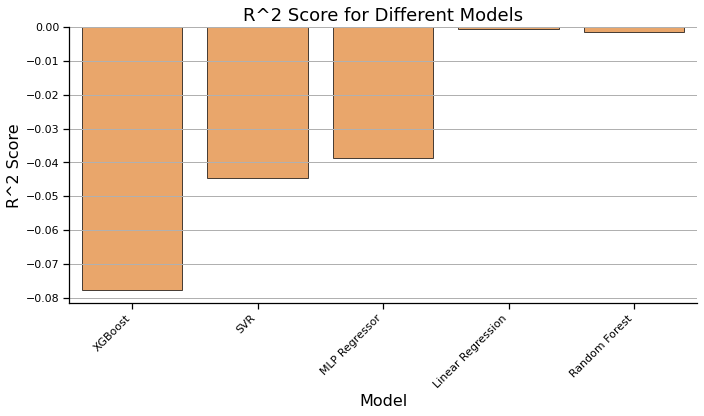 R^2 Score for Different Models
R^2 Score
0.00
−0.01
−0.02
−0.03
−0.04
−0.05
−0.06
−0.07
−0.08
XGBoost
SVR
MLP Regressor
Linear Regression
Random Forest
Model